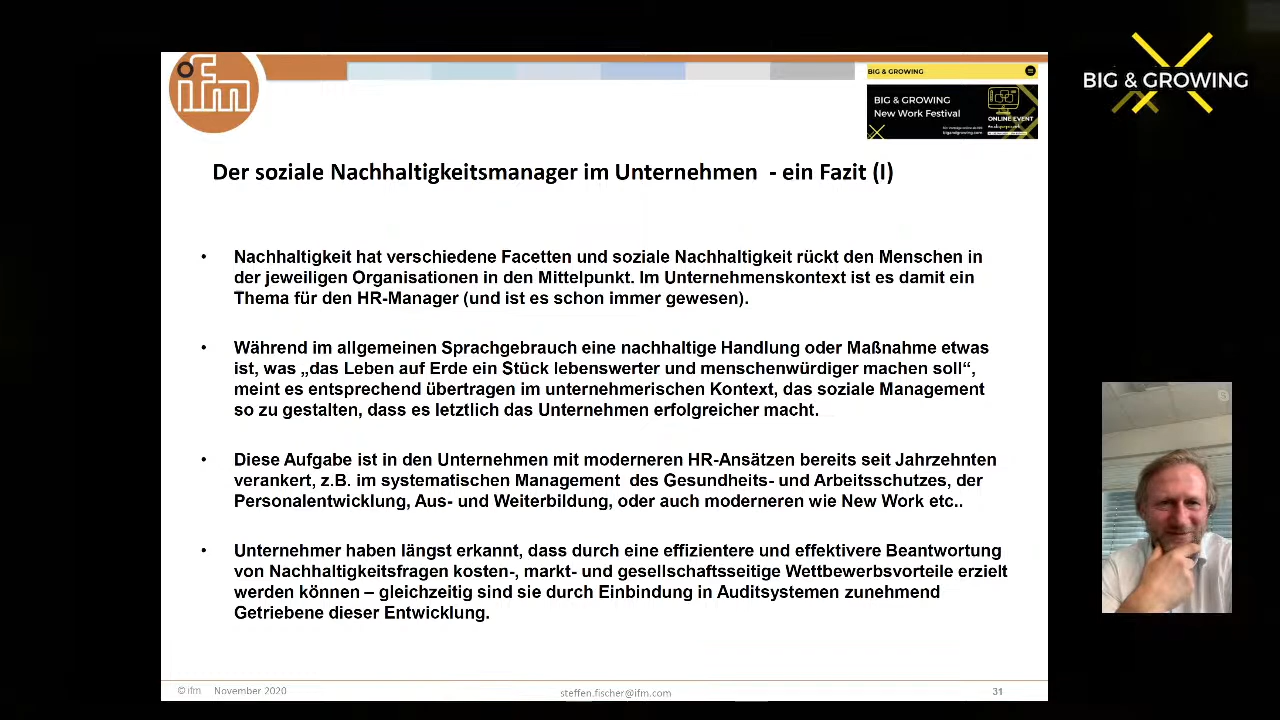 ifm
BIG & GROWING
BIG & GROWING
New Work Festival
ONLINE EVENT
BIG & GROWING
Der soziale Nachhaltigkeitsmanager im Unternehmen - ein Fazit (I)
• Nachhaltigkeit hat verschiedene Facetten und soziale Nachhaltigkeit rückt den Menschen in
der jeweiligen Organisationen in den Mittelpunkt. Im Unternehmenskontext ist es damit ein
Thema für den HR-Manager (und ist es schon immer gewesen).
• Während im allgemeinen Sprachgebrauch eine nachhaltige Handlung oder Maßnahme etwas
ist, was „das Leben auf Erde ein Stück lebenswerter und menschenwürdiger machen soll“,
meint es entsprechend übertragen im unternehmerischen Kontext, das soziale Management
so zu gestalten, dass es letztlich das Unternehmen erfolgreicher macht.
• Diese Aufgabe ist in den Unternehmen mit moderneren HR-Ansätzen bereits seit Jahrzehnten
verankert, z.B. im systematischen Management des Gesundheits- und Arbeitsschutzes, der
Personalentwicklung, Aus- und Weiterbildung, oder auch moderneren wie New Work etc..
• Unternehmer haben längst erkannt, dass durch eine effizientere und effektivere Beantwortung
von Nachhaltigkeitsfragen kosten-, markt- und gesellschaftsseitige Wettbewerbsvorteile erzielt
werden können – gleichzeitig sind sie durch Einbindung in Auditsystemen zunehmend
Getriebene dieser Entwicklung.
© ifm November 2020
steffen.fischer@ifm.com
31